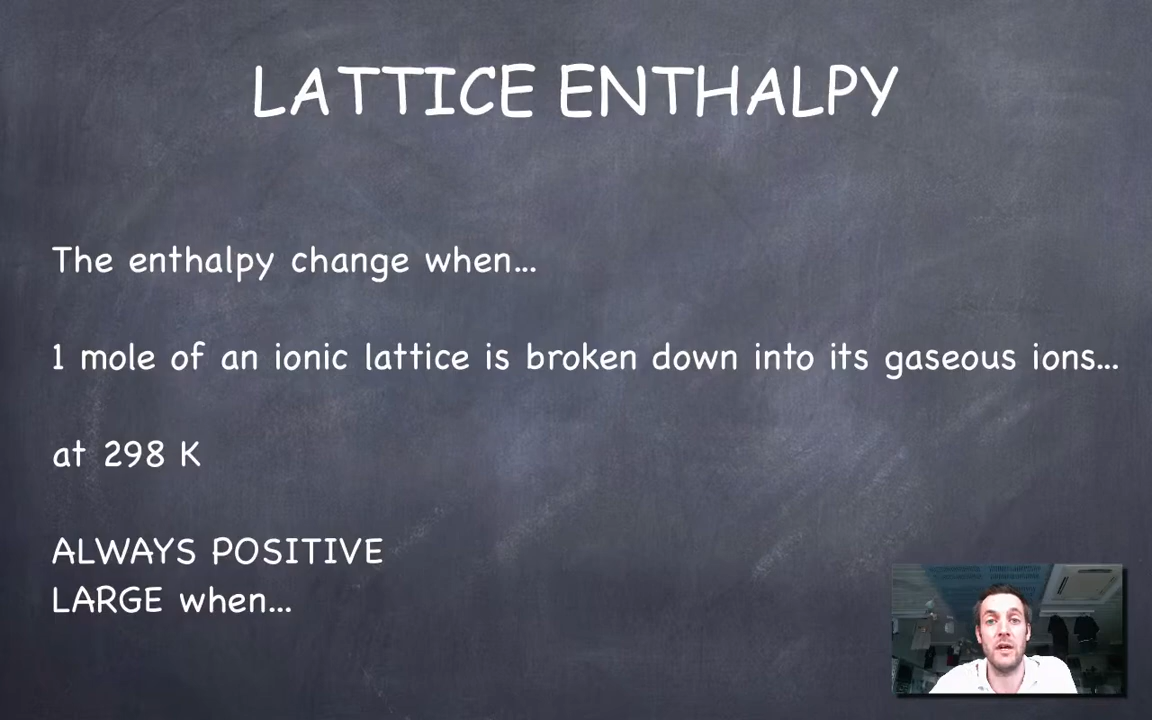 LATTICE ENTHALPY
The enthalpy change when...
1 mole of an ionic lattice is broken down into its gaseous ions...
at 298 K
ALWAYS POSITIVE
LARGE when...